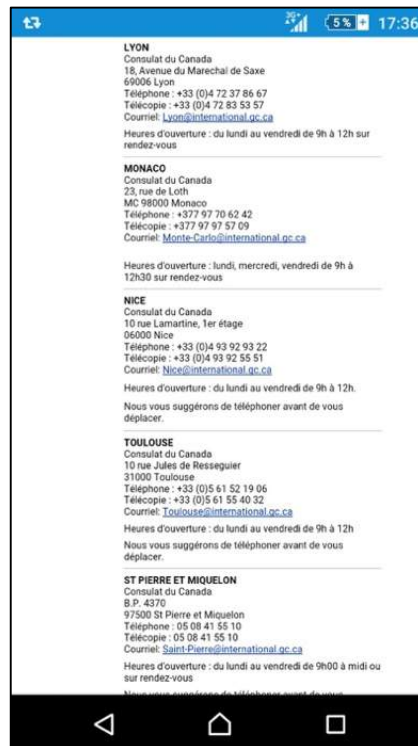 3G 5% 17:36
LYON
Consulat du Canada
18, Avenue du Marechal de Saxe
69006 Lyon
Téléphone : +33 (0)4 72 37 86 67
Télécopie : +33 (0)4 72 83 53 57
Courriel: Lyon@international.gc.ca
Heures d'ouverture : du lundi au vendredi de 9h à 12h sur
rendez-vous
MONACO
Consulat du Canada
23, rue de Loth
MC 98000 Monaco
Téléphone : +377 97 70 62 42
Télécopie : +377 97 97 57 09
Courriel: Monte-Carlo@international.gc.ca
Heures d'ouverture : lundi, mercredi, vendredi de 9h à
12h30 sur rendez-vous
NICE
Consulat du Canada
10 rue Lamartine, 1er étage
06000 Nice
Téléphone : +33 (0)4 93 92 93 22
Télécopie : +33 (0)4 93 92 55 51
Courriel: Nice@international.gc.ca
Heures d'ouverture : du lundi au vendredi de 9h à 12h.
Nous vous suggérons de téléphoner avant de vous
déplacer.
TOULOUSE
Consulat du Canada
10 rue Jules de Resseguier
31000 Toulouse
Téléphone : +33 (0)5 61 52 19 06
Télécopie : +33 (0)5 61 55 40 32
Courriel: Toulouse@international.gc.ca
Heures d'ouverture : du lundi au vendredi de 9h à 12h
Nous vous suggérons de téléphoner avant de vous
déplacer.
ST PIERRE ET MIQUELON
Consulat du Canada
B.P. 4370
97500 St Pierre et Miquelon
Téléphone : 05 08 41 55 10
Télécopie : 05 08 41 55 10
Courriel: Saint-Pierre@international.gc.ca
Heures d'ouverture : du lundi au vendredi de 9h00 à midi ou
sur rendez-vous
Nous vous suggérons de téléphoner avant de vous